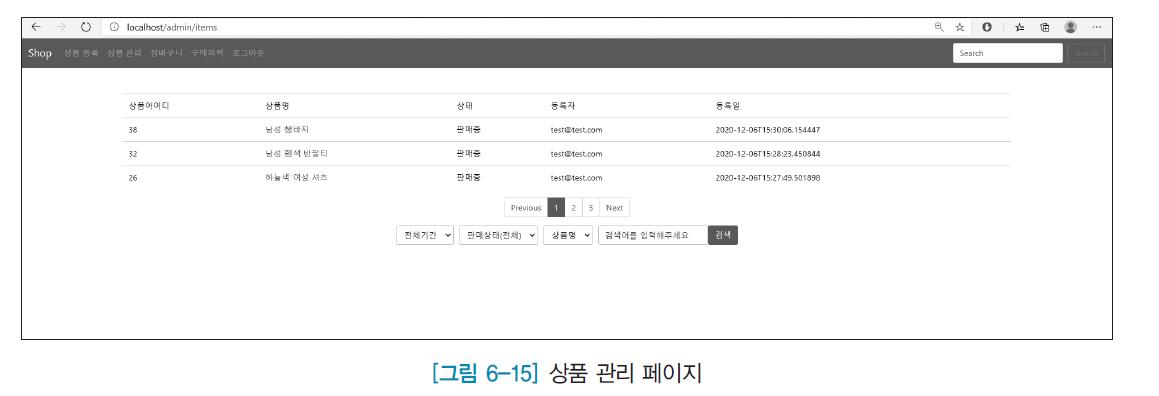 localhost/admin/items
Shop 상품 등록 상품 관리 장바구니 구매이력 로그아웃 Search Search
상품아이디 상품명 상태 등록자 등록일
38 남성 청바지 판매중 test@test.com 2020-12-06T15:30:06.154447
32 남성 흰색 반팔티 판매중 test@test.com 2020-12-06T15:28:23.450844
26 하늘색 여성 셔츠 판매중 test@test.com 2020-12-06T15:27:49.501898
Previous 1 2 3 Next
전체기간 판매상태(전체) 상품명 검색어를 입력해주세요 검색
[그림 6-15] 상품 관리 페이지